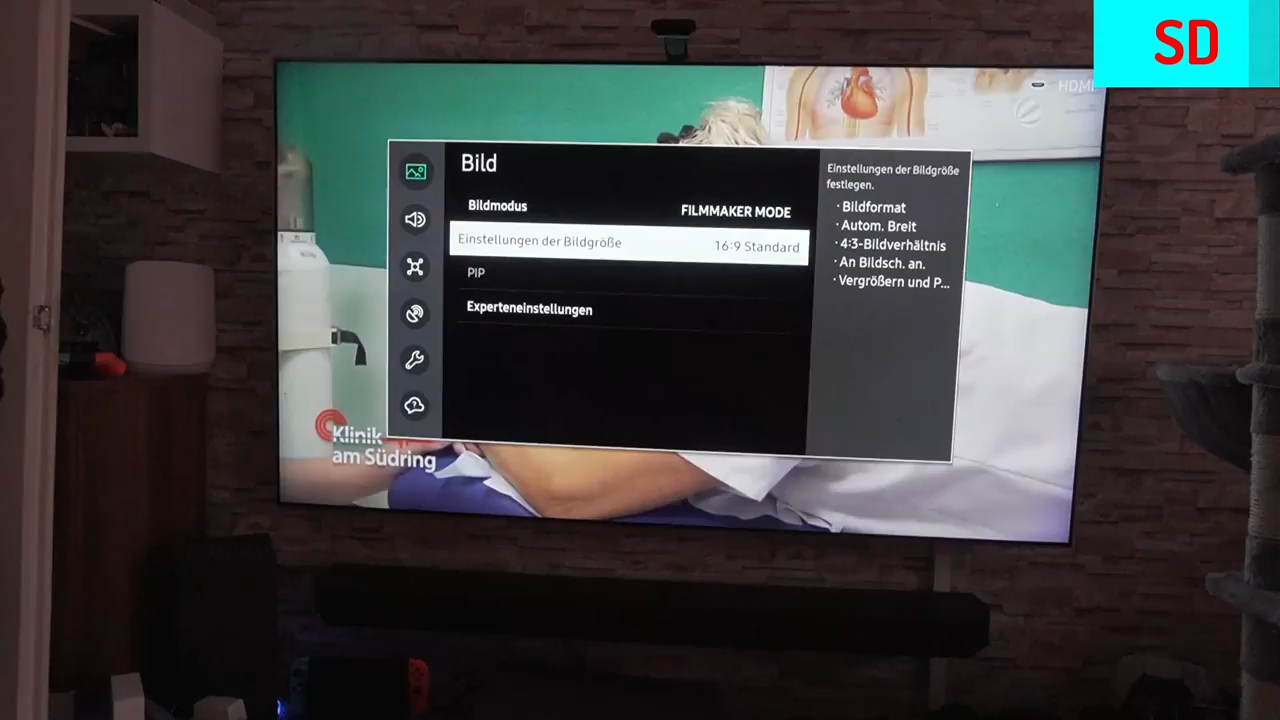 SD
HDMI
Bild
Bildmodus FILMMAKER MODE
Einstellungen der Bildgröße 16:9 Standard
PIP
Experteneinstellungen
Einstellungen der Bildgröße
festlegen.
· Bildformat
· Autom. Breit
· 4:3-Bildverhältnis
· An Bildsch. an.
· Vergrößern und P...
Klinik
am Südring